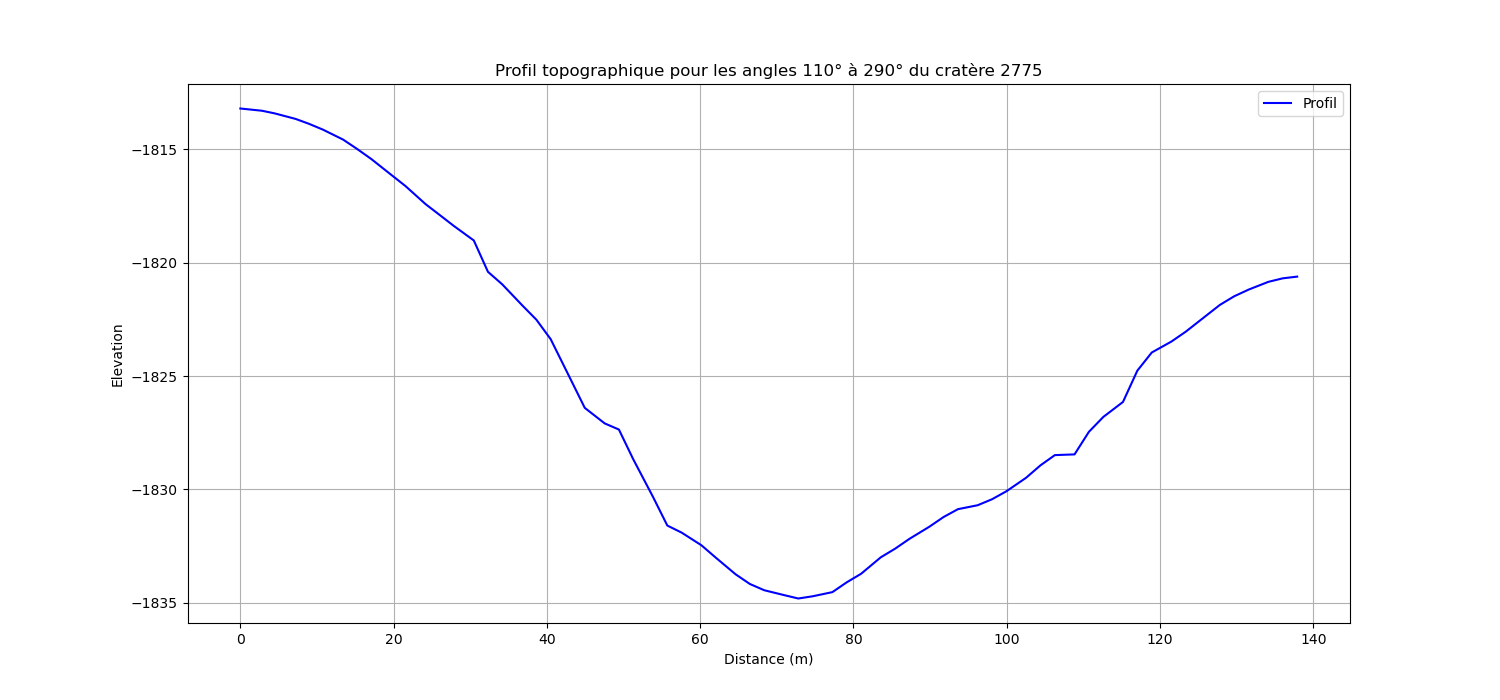 Profil topographique pour les angles 110° à 290° du cratère 2775
Profil
−1815
−1820
−1825
−1830
−1835
Elevation
0 20 40 60 80 100 120 140
Distance (m)